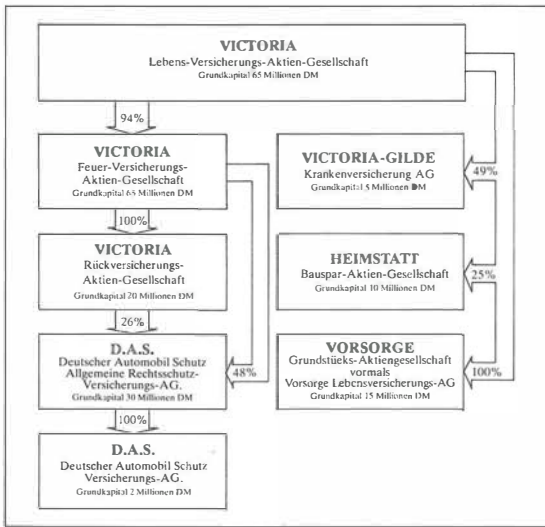 VICTORIA
Lebens-Versicherungs-Aktien-Gesellschaft
Grundkapital 65 Millionen DM
94%
VICTORIA
Feuer-Versicherungs-
Aktien-Gesellschaft
Grundkapital 65 Millionen DM
VICTORIA-GILDE
Krankenversicherung AG
Grundkapital 5 Millionen DM
49%
100%
VICTORIA
Rückversicherungs-
Aktien-Gesellschaft
Grundkapital 20 Millionen DM
HEIMSTATT
Bauspar-Aktien-Gesellschaft
Grundkapital 10 Millionen DM
25%
26%
D.A.S.
Deutscher Automobil Schutz
Allgemeine Rechtsschutz-
Versicherungs-AG.
Grundkapital 30 Millionen DM
48%
VORSORGE
Grundstücks-Aktiengesellschaft
vormals
Vorsorge Lebensversicherungs-AG
Grundkapital 15 Millionen DM
100%
100%
D.A.S.
Deutscher Automobil Schutz
Versicherungs-AG.
Grundkapital 2 Millionen DM